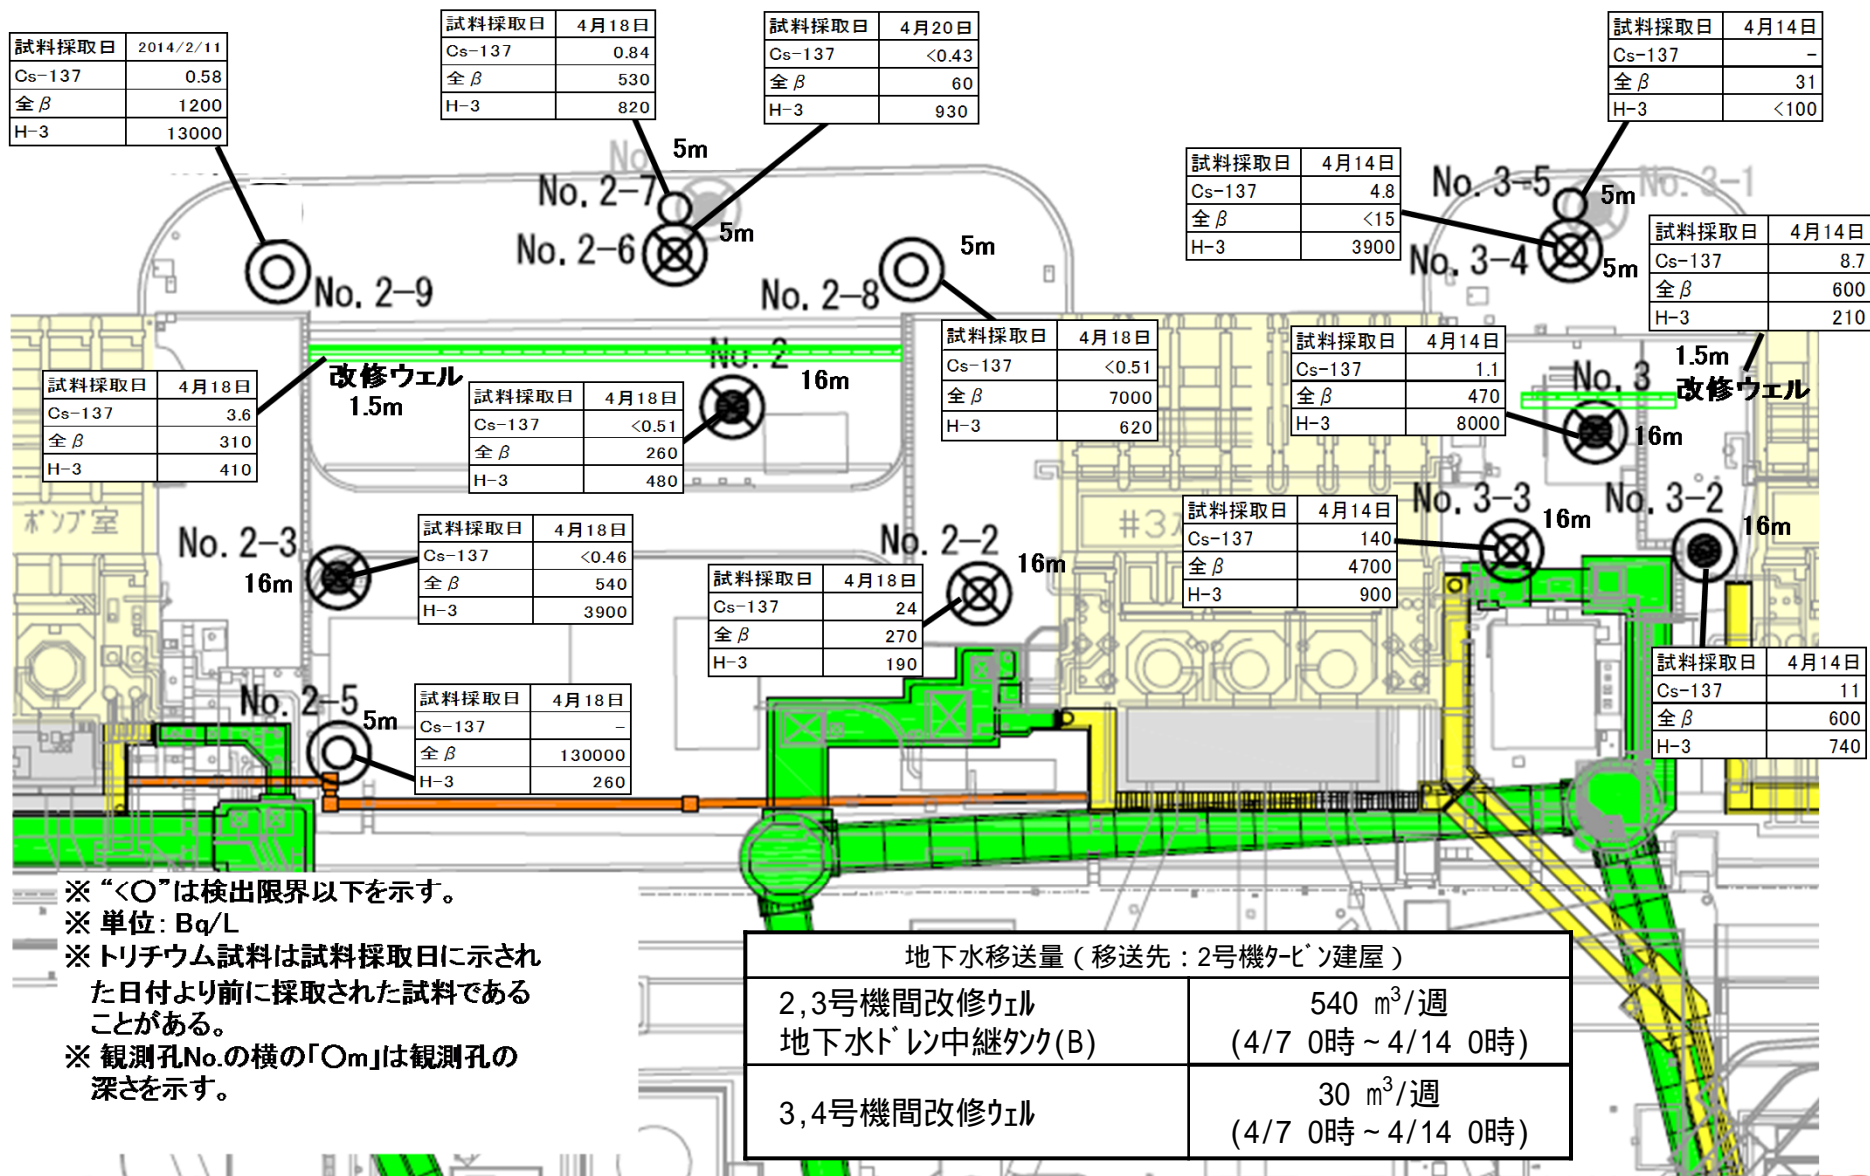 試料採取日 2014/2/11
Cs-137 0.58
全β 1200
H-3 13000
試料採取日 4月18日
Cs-137 0.84
全β 530
H-3 820
試料採取日 4月20日
Cs-137 <0.43
全β 60
H-3 930
試料採取日 4月14日
Cs-137 -
全β 31
H-3 <100
試料採取日 4月14日
Cs-137 4.8
全β <15
H-3 3900
試料採取日 4月14日
Cs-137 8.7
全β 600
H-3 210
No 5m
No. 2-7
No. 2-6 5m
No. 2-9
No. 2-8 5m
No. 3-5 5m
No. 3-1
No. 3-4 5m
試料採取日 4月18日
Cs-137 3.6
全β 310
H-3 410
改修ウェル
1.5m
試料採取日 4月18日
Cs-137 <0.51
全β 260
H-3 480
No. 2
16m
試料採取日 4月18日
Cs-137 <0.51
全β 7000
H-3 620
試料採取日 4月14日
Cs-137 1.1
全β 470
H-3 8000
No. 3
16m
1.5m
改修ウェル
ポンプ室
No. 2-3
16m
試料採取日 4月18日
Cs-137 <0.46
全β 540
H-3 3900
No. 2-2
16m
試料採取日 4月18日
Cs-137 24
全β 270
H-3 190
#3
試料採取日 4月14日
Cs-137 140
全β 4700
H-3 900
No. 3-3
16m
No. 3-2
16m
試料採取日 4月14日
Cs-137 11
全β 600
H-3 740
No. 2-5
5m
試料採取日 4月18日
Cs-137 -
全β 130000
H-3 260
※ “<○”は検出限界以下を示す。
※ 単位: Bq/L
※ トリチウム試料は試料採取日に示され
た日付より前に採取された試料である
ことがある。
※ 観測孔No.の横の「○m」は観測孔の
深さを示す。
地下水移送量（移送先：2号機タービン建屋）
2,3号機間改修ウェル 540 m³/週
地下水ドレン中継タンク(B) (4/7 0時～4/14 0時)
3,4号機間改修ウェル 30 m³/週
(4/7 0時～4/14 0時)